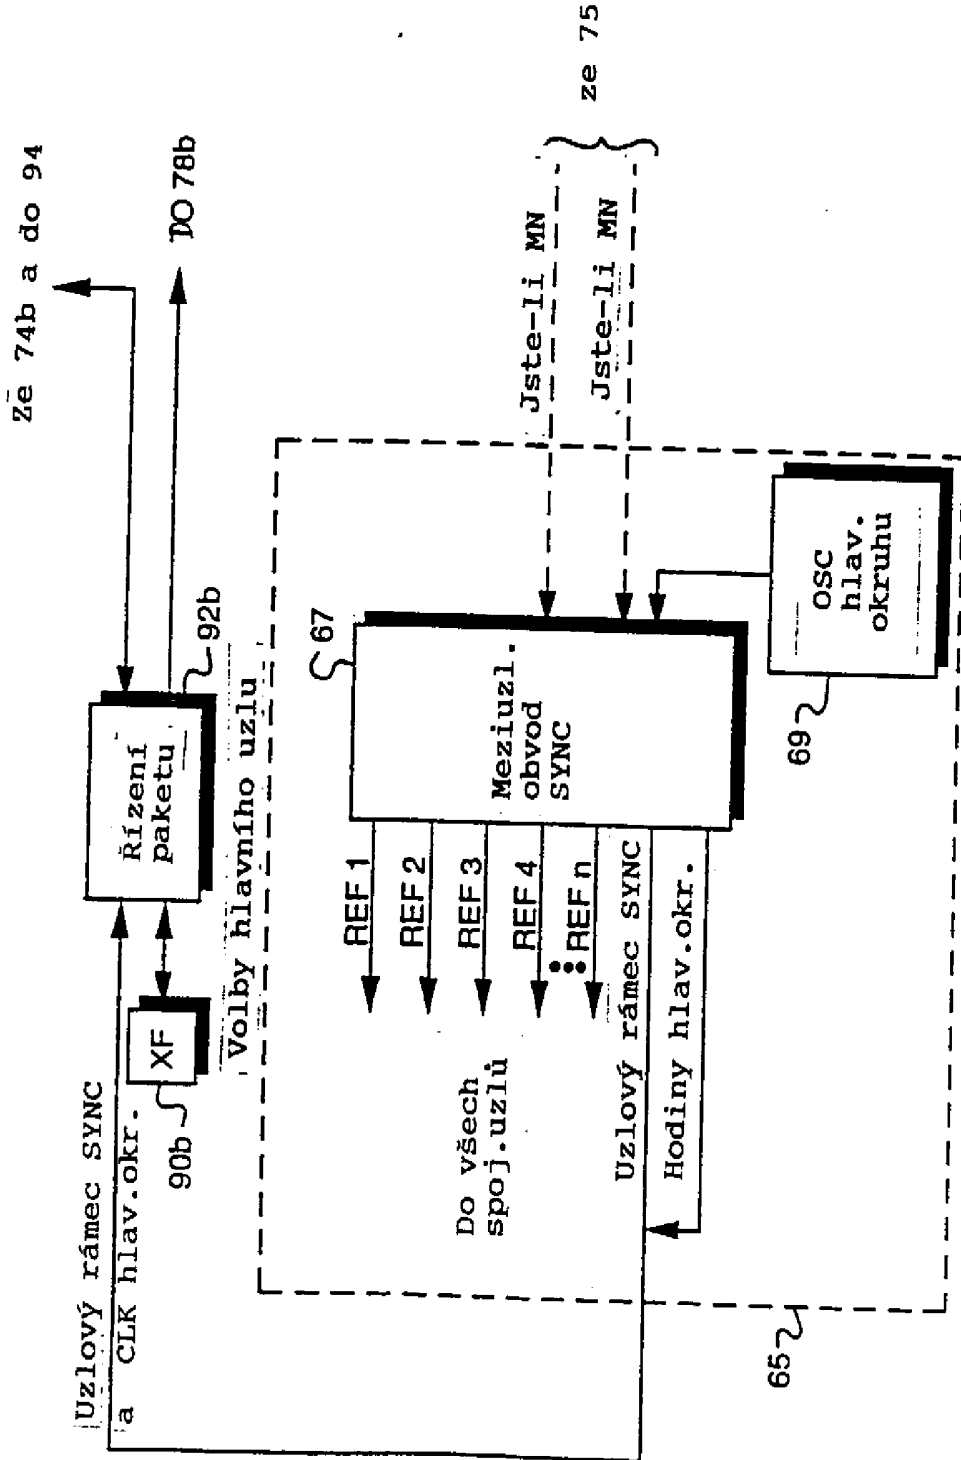 Ze 74b a do 94
DO 78b
ze 75
Jste-li MN
Jste-li MN
Řízení
paketu
92b
XF
90b
Uzlový rámec SYNC
a CLK hlav.okr.
Volby hlavního uzlu
67
Meziuzl.
obvod
SYNC
OSC
hlav.
okruhu
69
REF 1
REF 2
REF 3
REF 4
•••
REF n
Uzlový rámec SYNC
Hodiny hlav.okr.
Do všech
spoj.uzlů
65